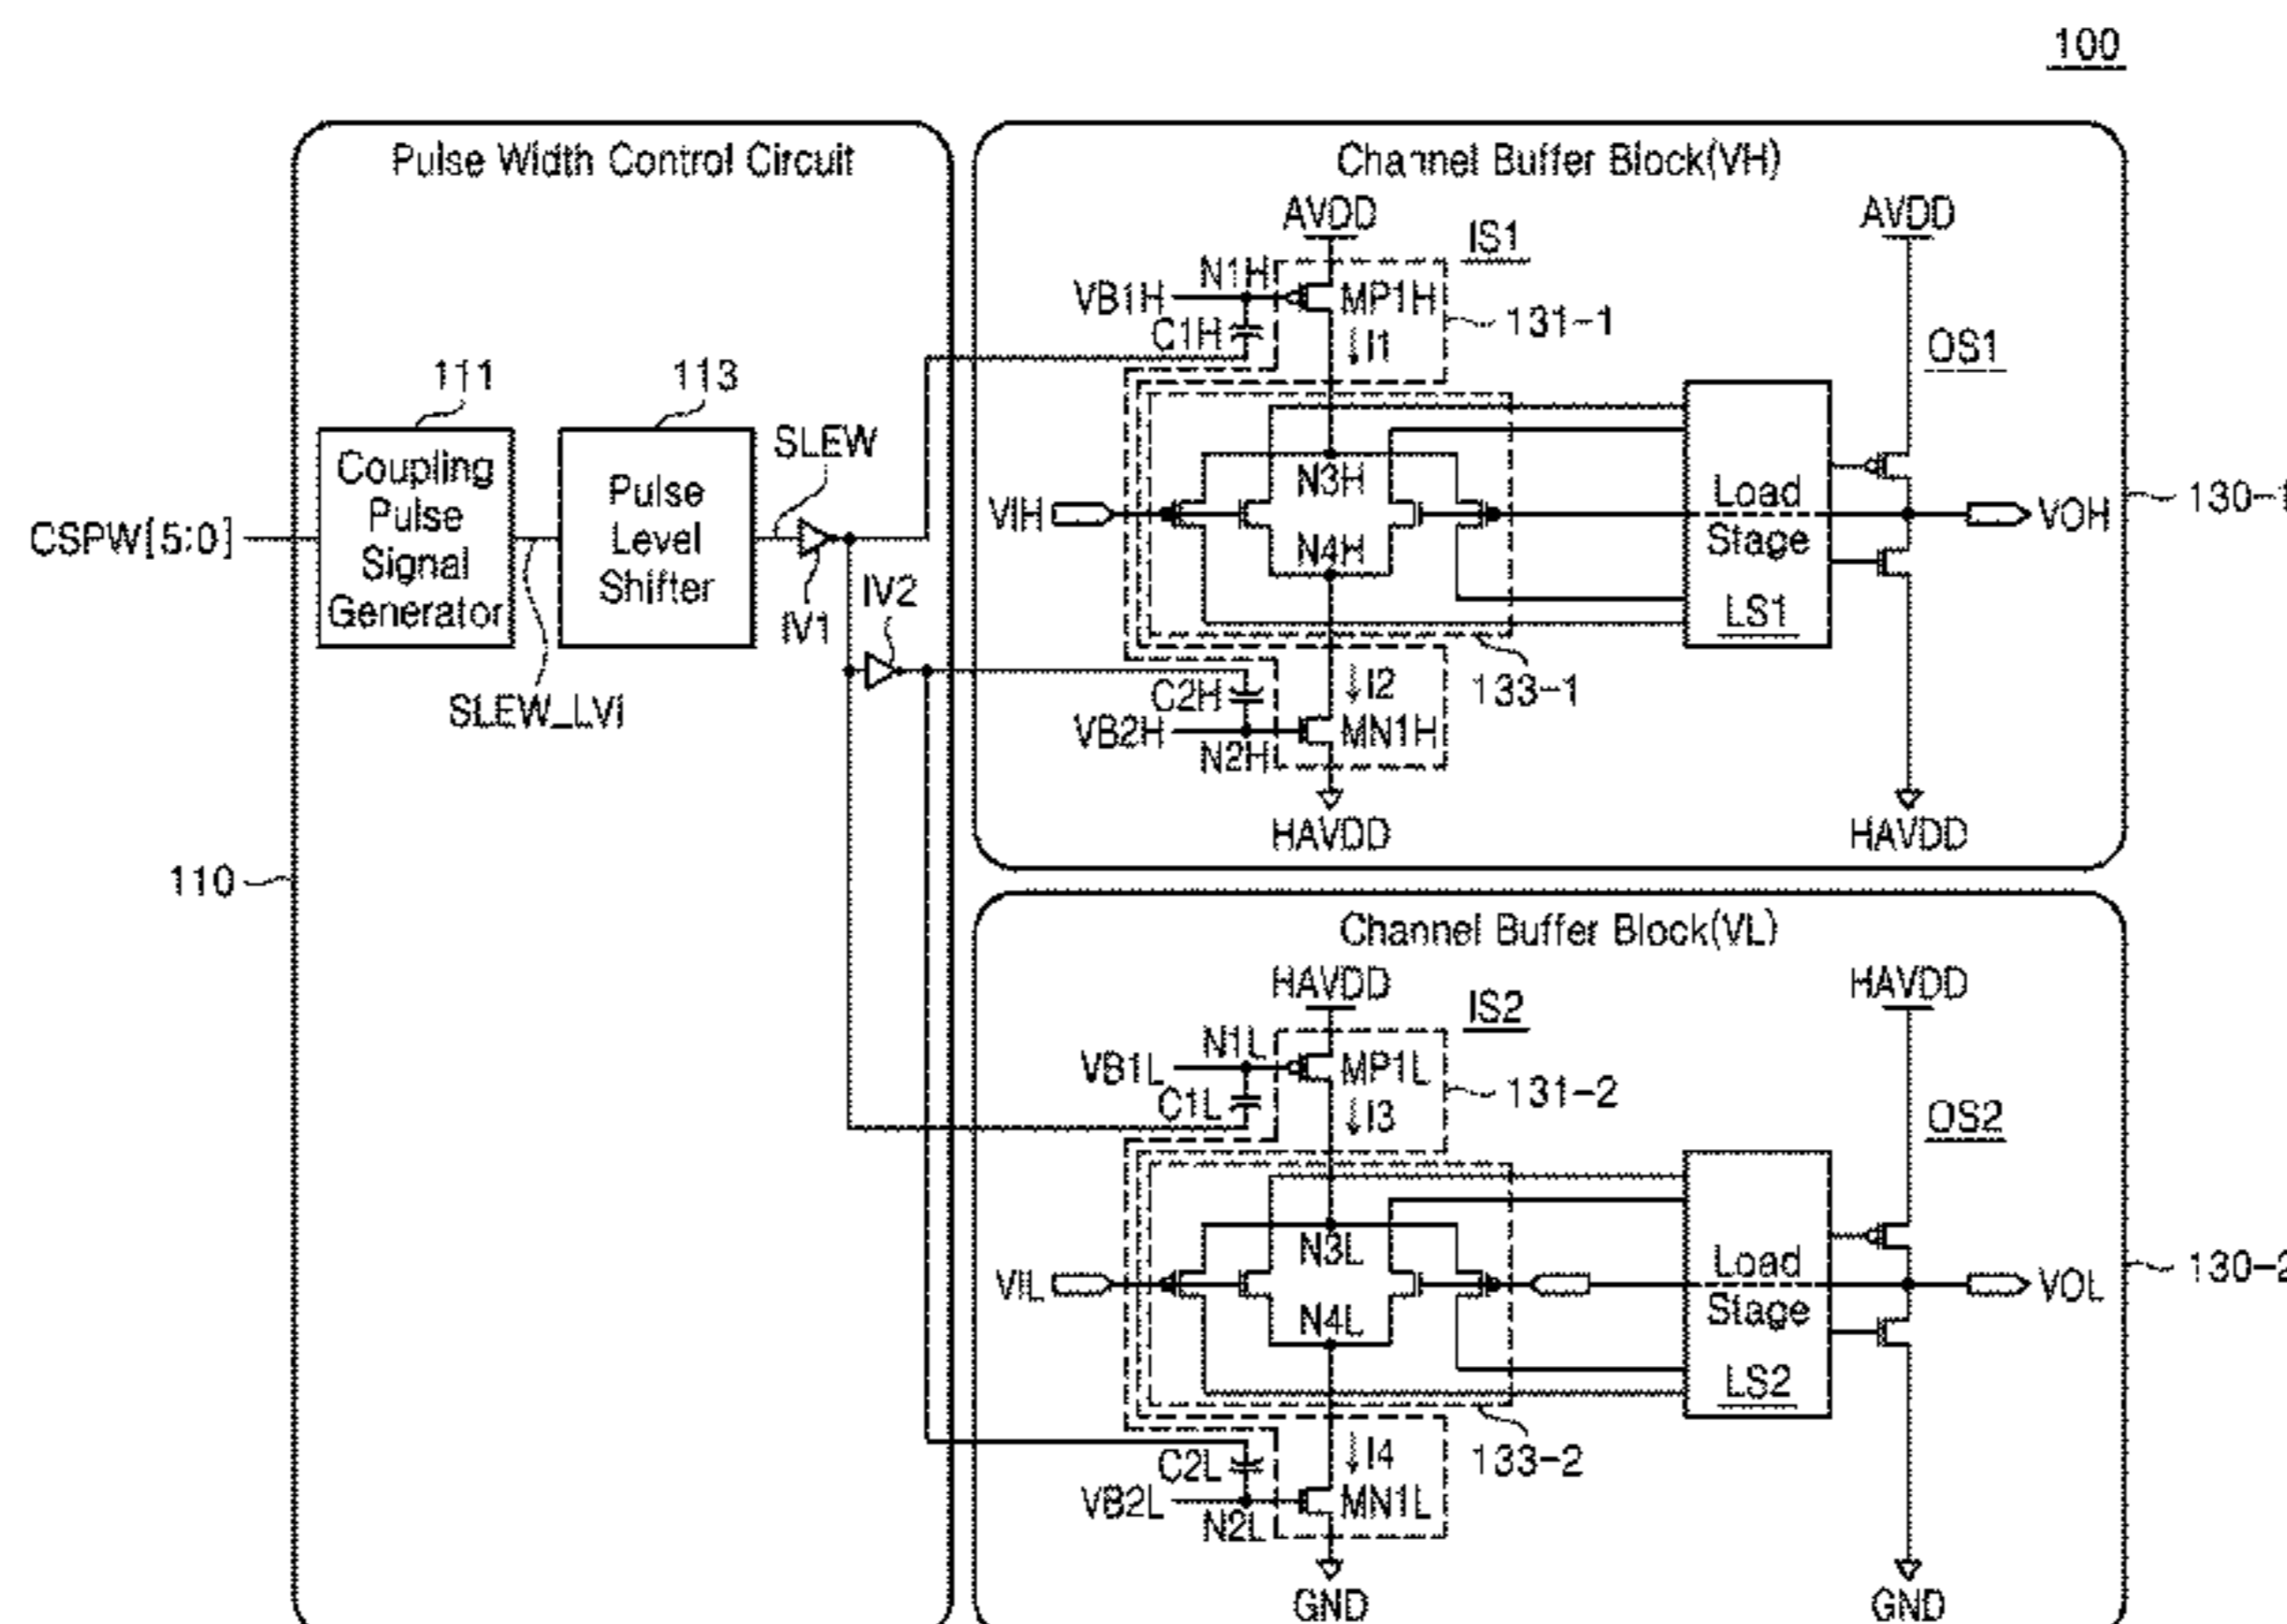 100
Pulse Width Control Circuit
111
113
Coupling
Pulse
Signal
Generator
Pulse
Level
Shifter
SLEW
CSPW[5:0]
IV1
IV2
SLEW_LVI
110
Channel Buffer Block(VH)
AVDD
AVDD
IS1
N1H
VB1H
MP1H
131-1
C1H
I1
OS1
N3H
VIH
N4H
Load
Stage
LS1
VOH
130-1
I2
133-1
C2H
VB2H
MN1H
N2H
HAVDD
HAVDD
Channel Buffer Block(VL)
HAVDD
HAVDD
IS2
N1L
VB1L
MP1L
131-2
C1L
I3
OS2
N3L
VIL
N4L
Load
Stage
LS2
VOL
130-2
I4
133-2
C2L
VB2L
MN1L
N2L
GND
GND